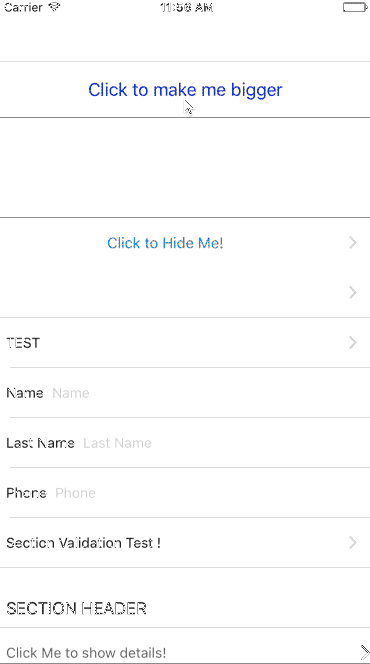 Carrier 11:56 AM
Click to make me bigger
Click to Hide Me!
TEST
Name Name
Last Name Last Name
Phone Phone
Section Validation Test !
SECTION HEADER
Click Me to show details!